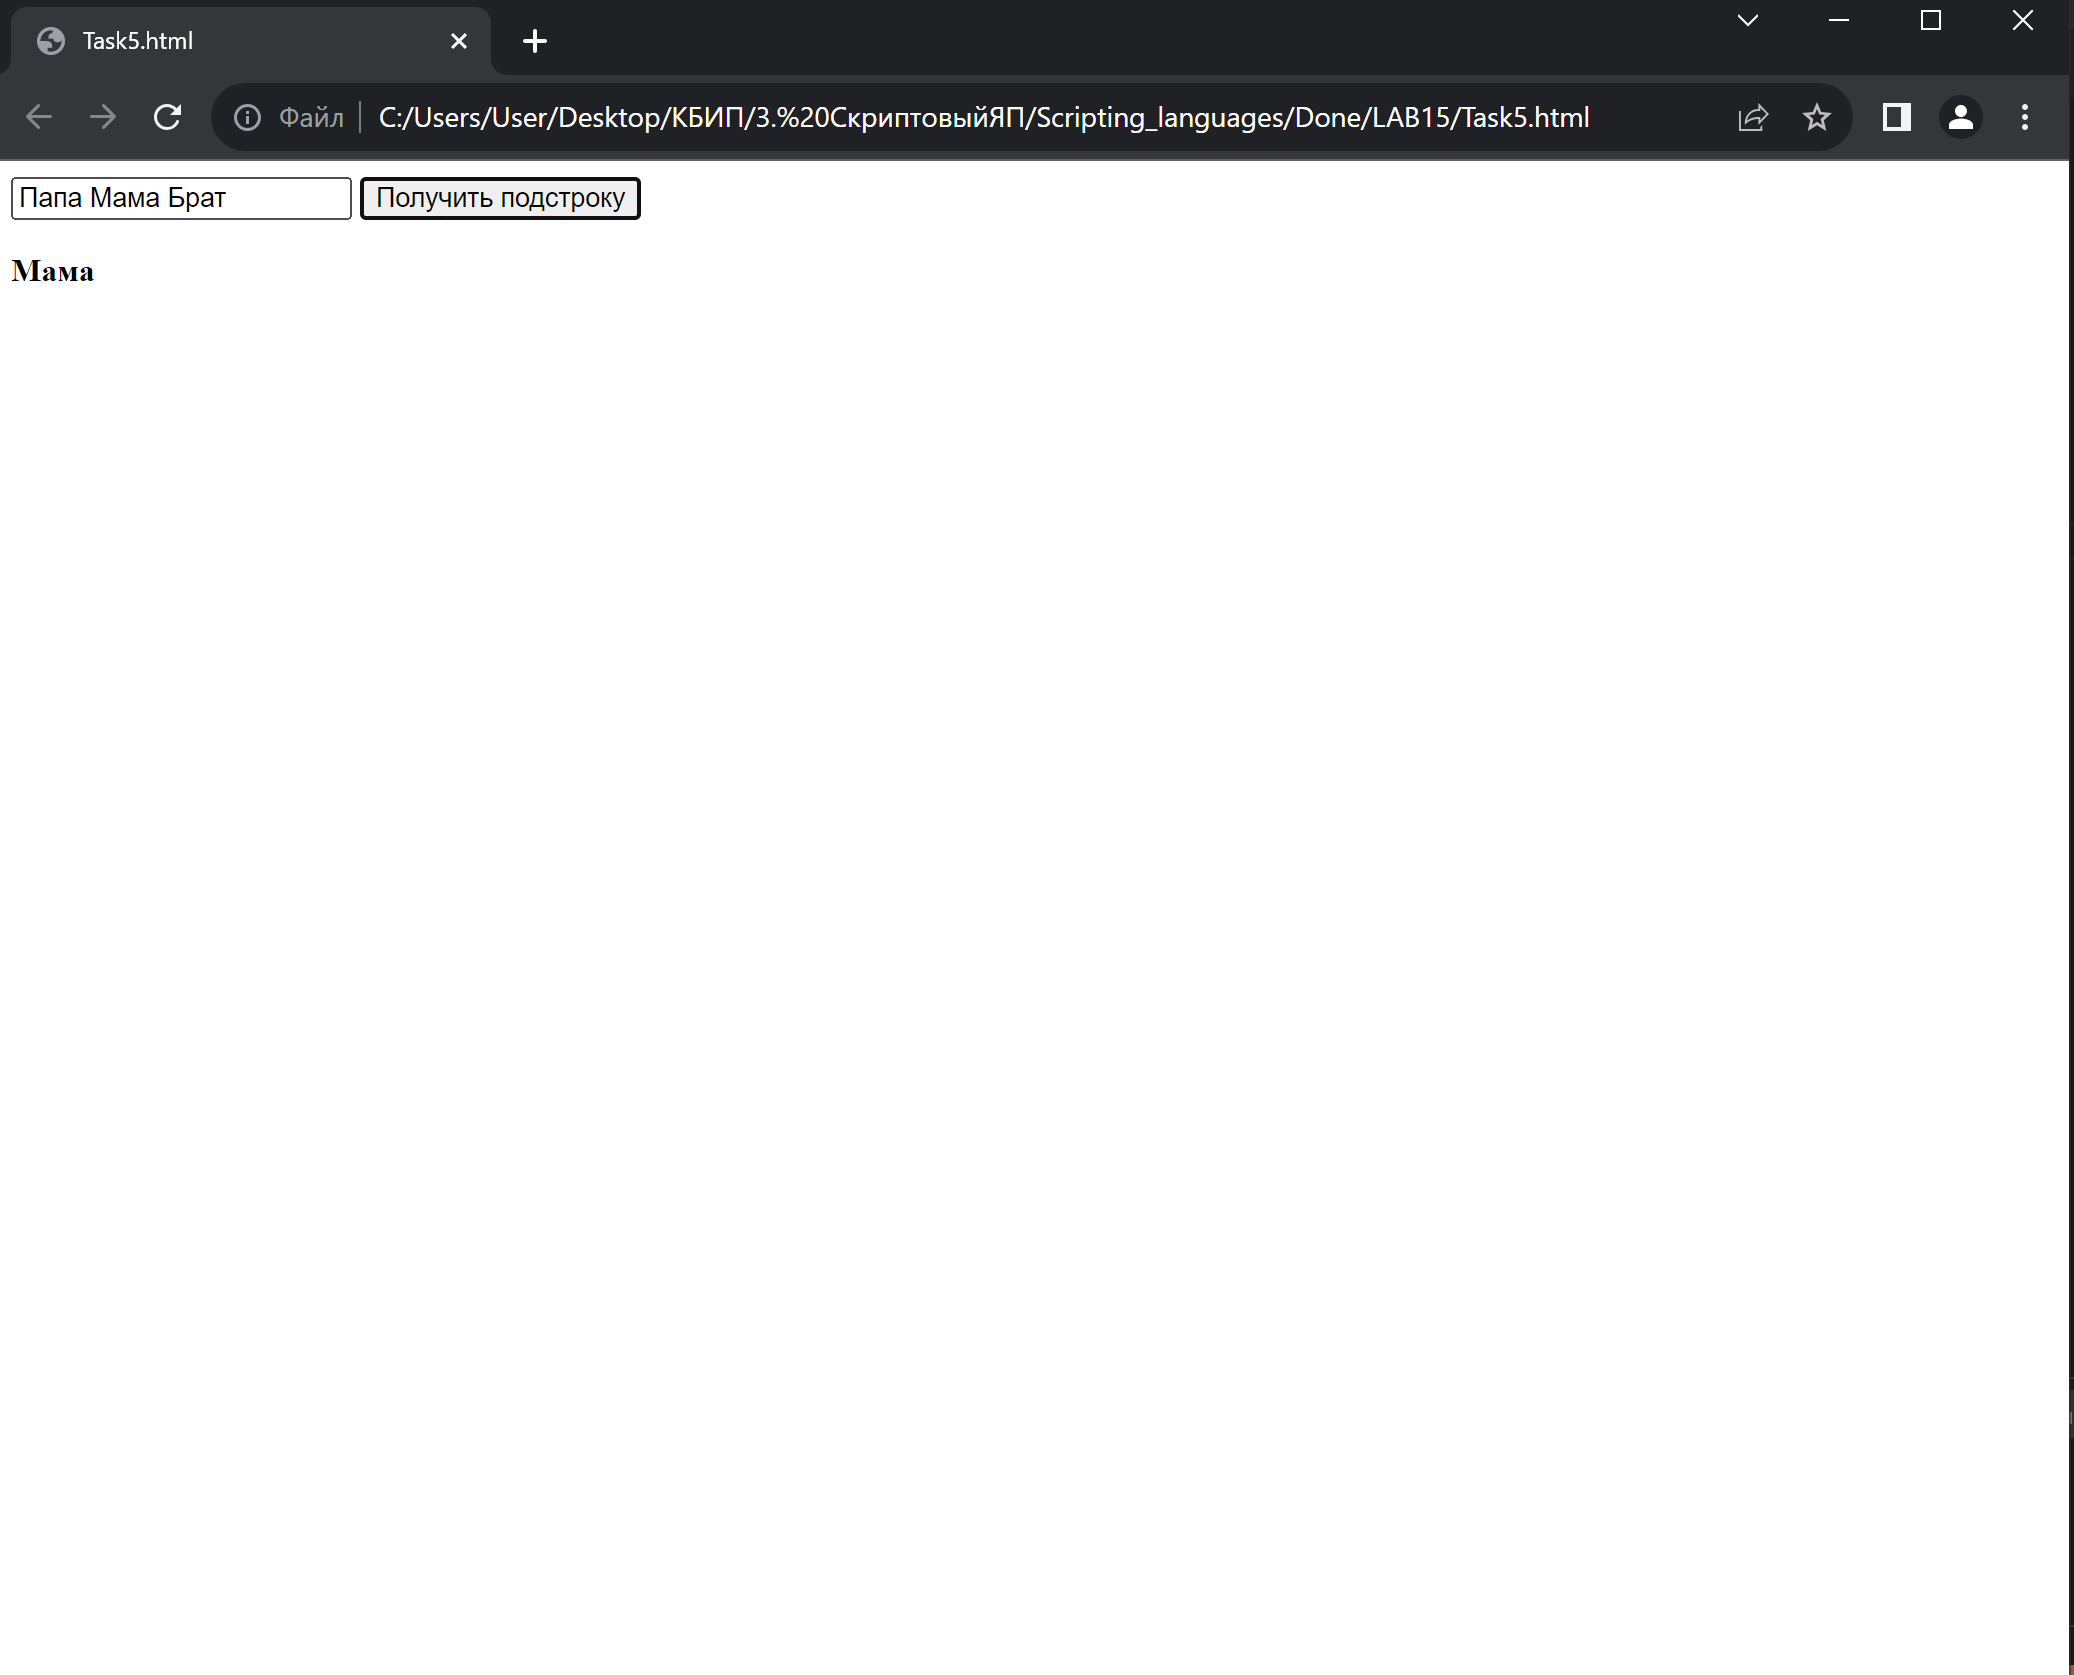 Task5.html
Файл C:/Users/User/Desktop/КБИП/3.%20СкриптовыйЯП/Scripting_languages/Done/LAB15/Task5.html
Папа Мама Брат Получить подстроку
Мама